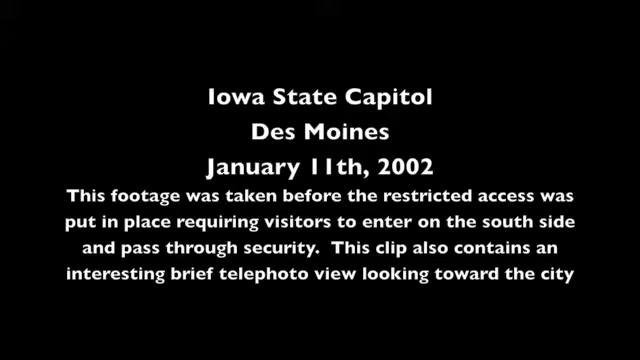 Iowa State Capitol
Des Moines
January 11th, 2002
This footage was taken before the restricted access was
put in place requiring visitors to enter on the south side
and pass through security.  This clip also contains an
interesting brief telephoto view looking toward the city